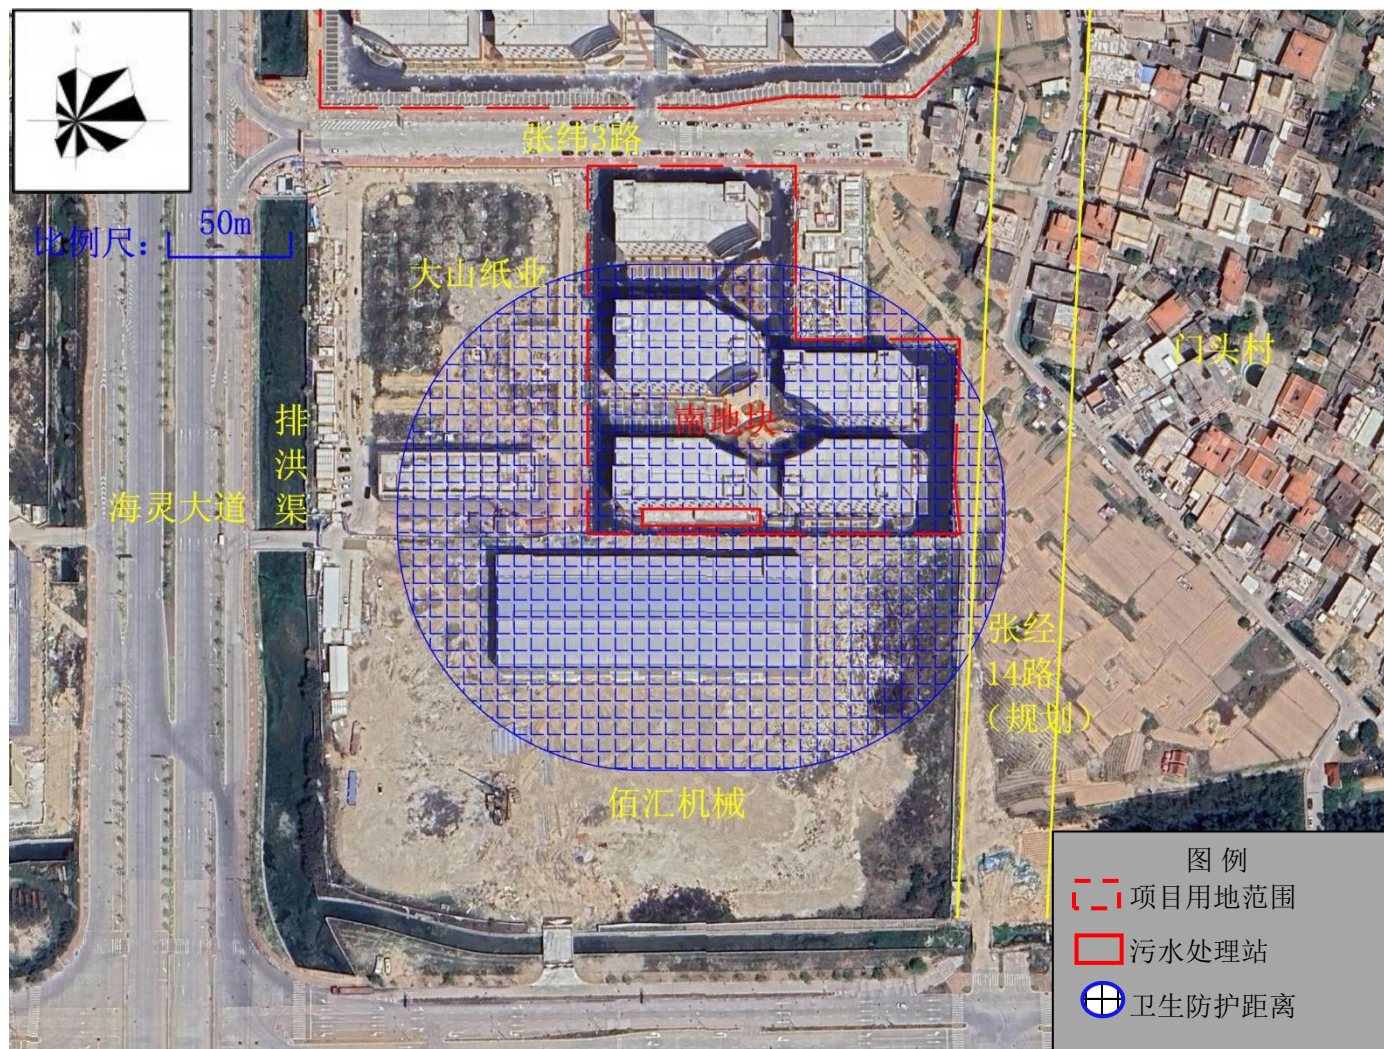 N
张纬3路
50m
比例尺：
大山纸业
门头村
南地块
排
洪
渠
海灵大道
张经
14路
（规划）
佰汇机械
图 例
项目用地范围
污水处理站
卫生防护距离